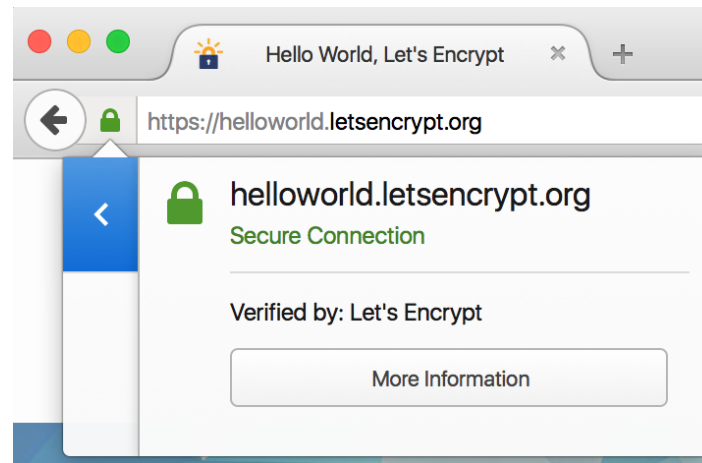 Hello World, Let's Encrypt
https://helloworld.letsencrypt.org
helloworld.letsencrypt.org
Secure Connection
Verified by: Let's Encrypt
More Information